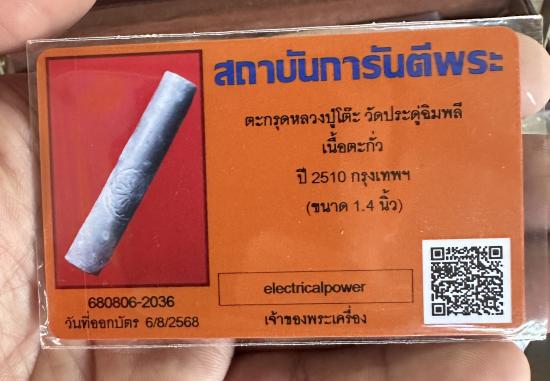 สถาบันการันตีพระ
ตะกรุดหลวงปู่โต๊ะ วัดประดู่ฉิมพลี
เนื้อตะกั่ว
ปี 2510 กรุงเทพฯ
(ขนาด 1.4 นิ้ว)
electricalpower
เจ้าของพระเครื่อง
680806-2036
วันที่ออกบัตร 6/8/2568